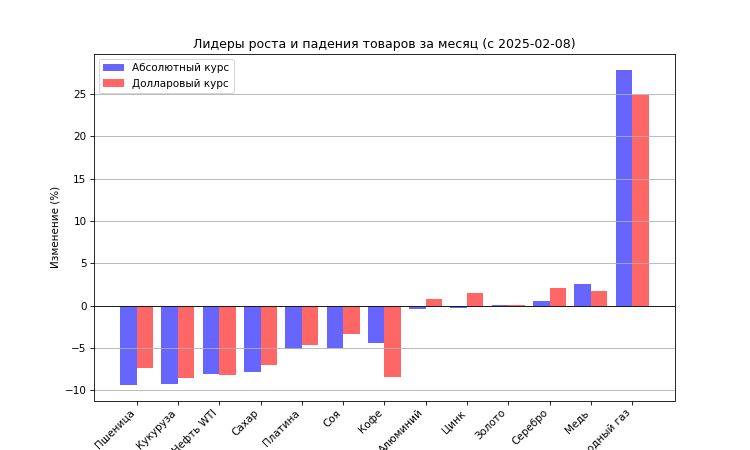 Лидеры роста и падения товаров за месяц (с 2025-02-08)
Абсолютный курс
Долларовый курс
Изменение (%)
25
20
15
10
5
0
−5
−10
Пшеница
Кукуруза
Нефть WTI
Сахар
Платина
Соя
Кофе
Алюминий
Цинк
Золото
Серебро
Медь
одный газ